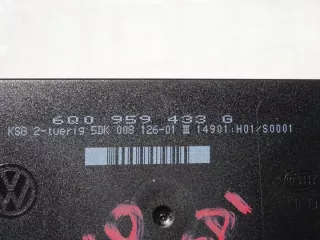 6Q0 959 433 G
KSG 2-tuerig 5DK 008 126-01 III 14901:H01/S0001